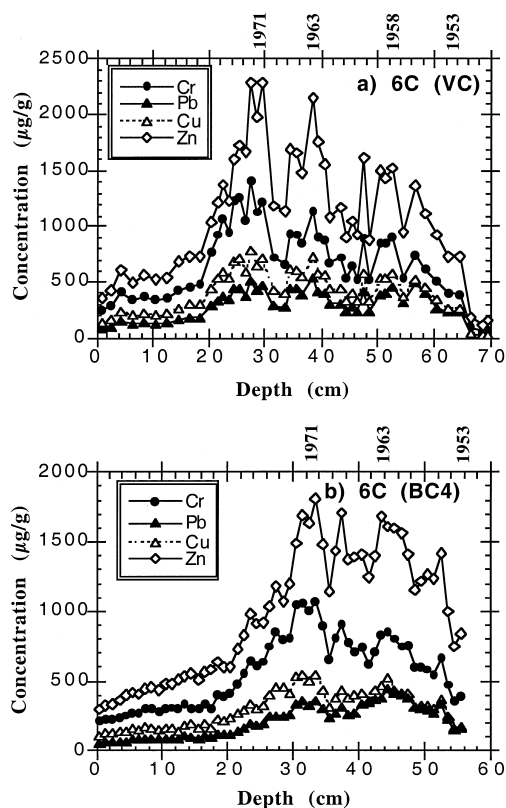 1971 1963 1958 1953
a) 6C (VC)
Cr
Pb
Cu
Zn
2500
2000
1500
1000
500
0
Concentration (µg/g)
0 10 20 30 40 50 60 70
Depth (cm)
1971 1963 1953
b) 6C (BC4)
Cr
Pb
Cu
Zn
2000
1500
1000
500
0
Concentration (µg/g)
0 10 20 30 40 50 60
Depth (cm)